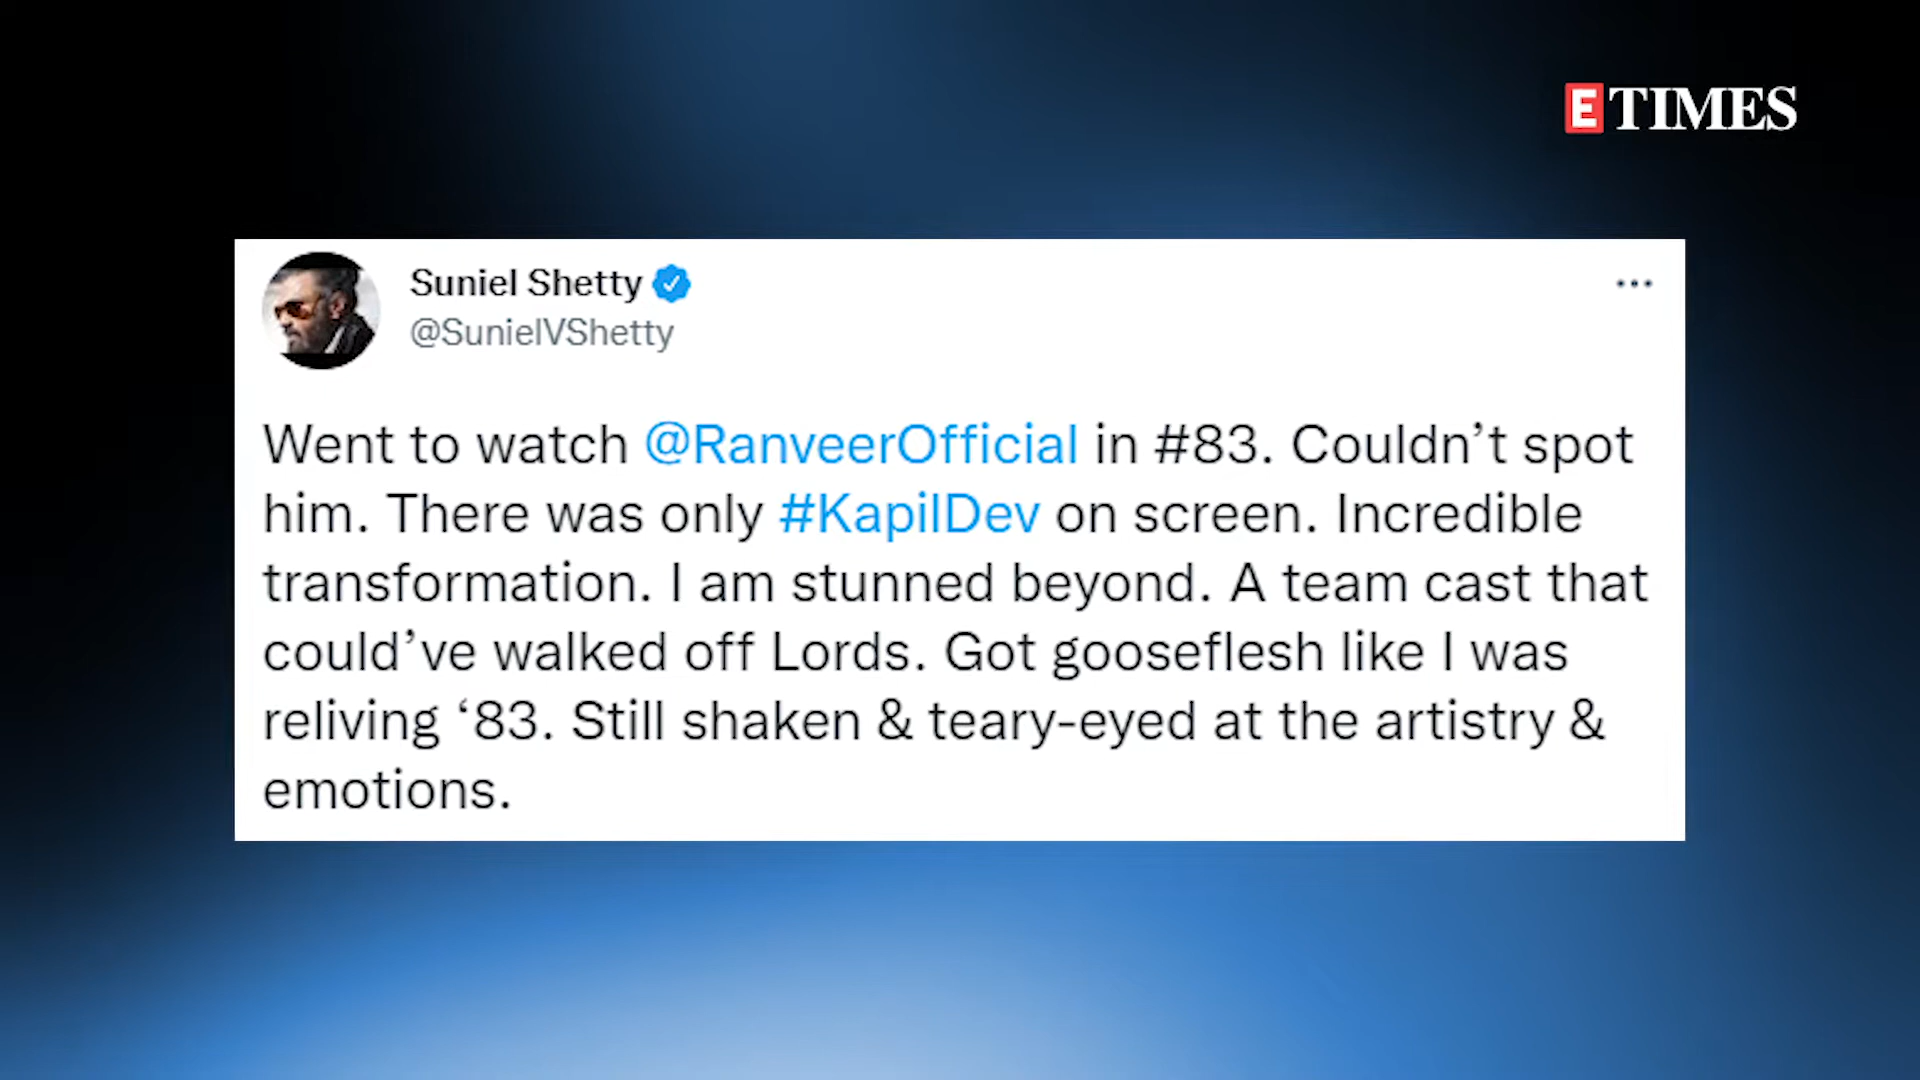 ETIMES
Suniel Shetty
@SunielVShetty
Went to watch @RanveerOfficial in #83. Couldn’t spot
him. There was only #KapilDev on screen. Incredible
transformation. I am stunned beyond. A team cast that
could’ve walked off Lords. Got gooseflesh like I was
reliving ‘83. Still shaken & teary-eyed at the artistry &
emotions.